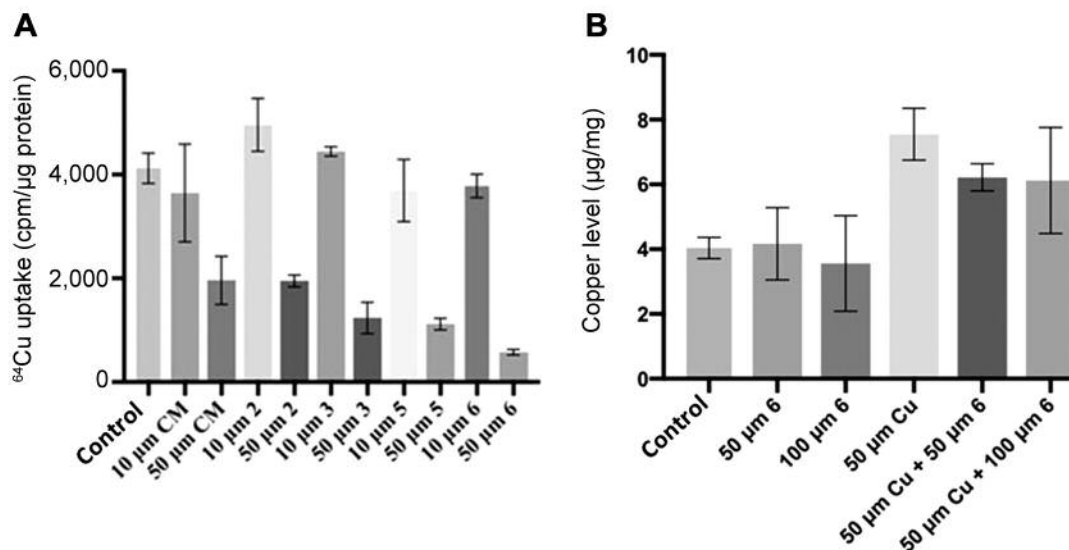 A
⁶⁴Cu uptake (cpm/µg protein)
6,000
4,000
2,000
0
Control
10 µm CM
50 µm CM
10 µm 2
50 µm 2
10 µm 3
50 µm 3
10 µm 5
50 µm 5
10 µm 6
50 µm 6
B
Copper level (µg/mg)
10
8
6
4
2
0
Control
50 µm 6
100 µm 6
50 µm Cu
50 µm Cu + 50 µm 6
50 µm Cu + 100 µm 6